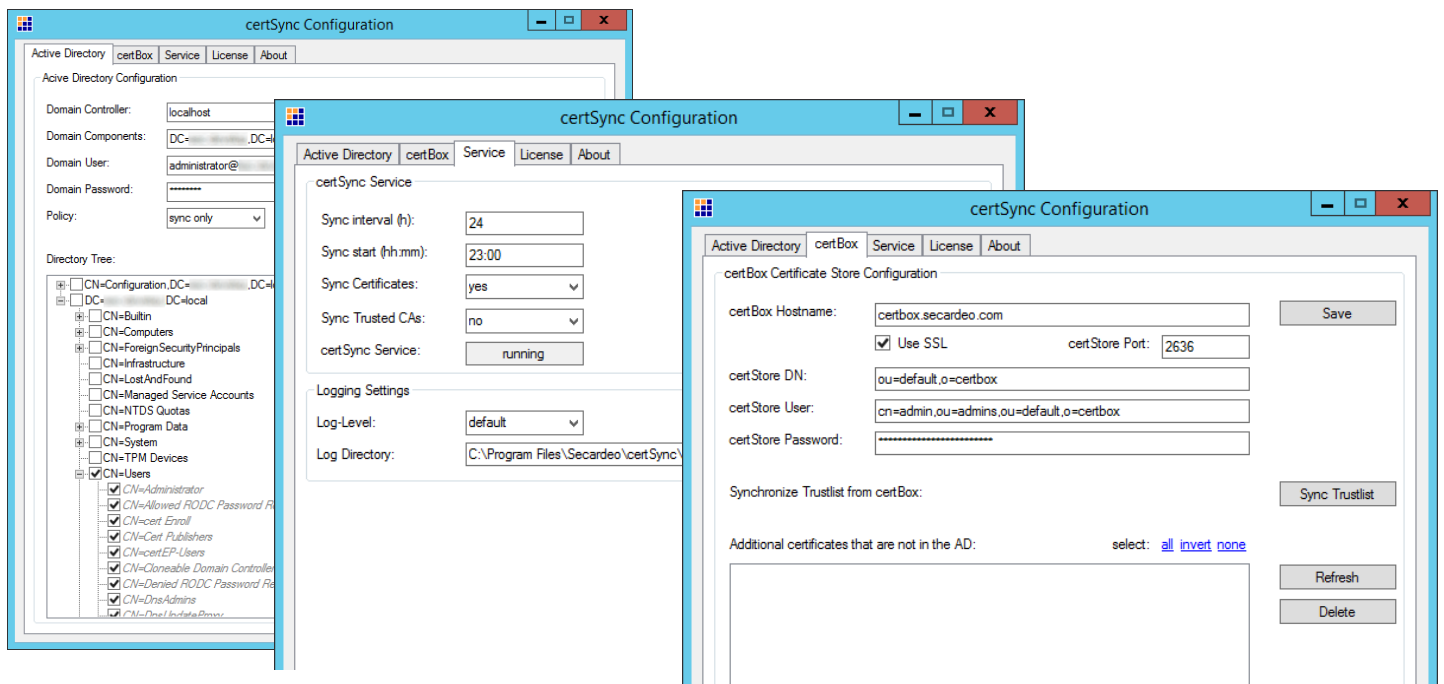 certSync Configuration
Active Directory certBox Service License About
Acive Directory Configuration
Domain Controller: localhost
Domain Components: DC= ,DC=l
Domain User: administrator@
Domain Password: ********
Policy: sync only
Directory Tree:
CN=Configuration,DC= ,DC=l
DC= DC=local
CN=Builtin
CN=Computers
CN=ForeignSecurityPrincipals
CN=Infrastructure
CN=LostAndFound
CN=Managed Service Accounts
CN=NTDS Quotas
CN=Program Data
CN=System
CN=TPM Devices
CN=Users
CN=Administrator
CN=Allowed RODC Password R
CN=cert Enroll
CN=Cert Publishers
CN=certEP-Users
CN=Cloneable Domain Controller
CN=Denied RODC Password Re
CN=DnsAdmins
CN=DnsUpdateProxy
certSync Configuration
Active Directory certBox Service License About
certSync Service
Sync interval (h): 24
Sync start (hh:mm): 23:00
Sync Certificates: yes
Sync Trusted CAs: no
certSync Service: running
Logging Settings
Log-Level: default
Log Directory: C:\Program Files\Secardeo\certSync\
certSync Configuration
Active Directory certBox Service License About
certBox Certificate Store Configuration
certBox Hostname: certbox.secardeo.com Save
Use SSL certStore Port: 2636
certStore DN: ou=default,o=certbox
certStore User: cn=admin,ou=admins,ou=default,o=certbox
certStore Password: ************************
Synchronize Trustlist from certBox: Sync Trustlist
Additional certificates that are not in the AD: select: all invert none
Refresh
Delete